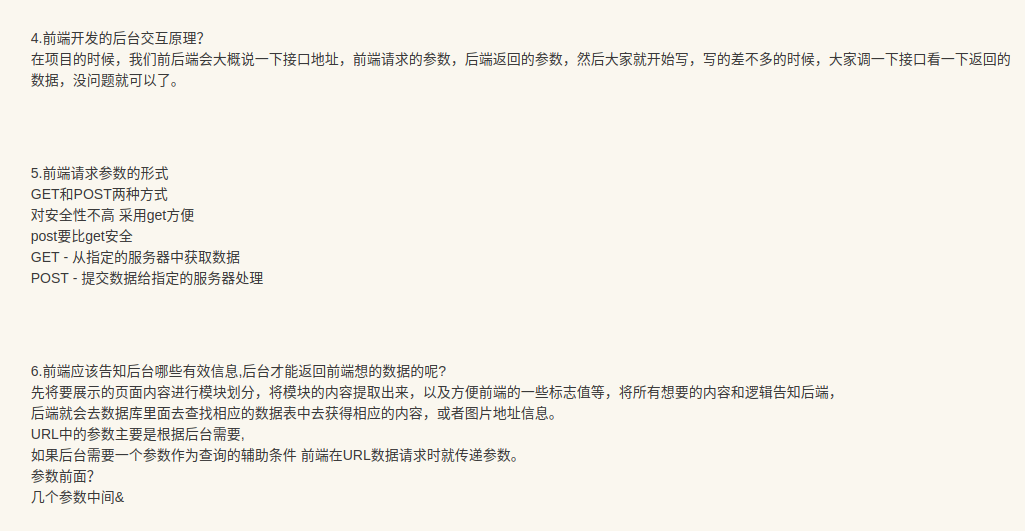 4.前端开发的后台交互原理？
在项目的时候，我们前后端会大概说一下接口地址，前端请求的参数，后端返回的参数，然后大家就开始写，写的差不多的时候，大家调一下接口看一下返回的
数据，没问题就可以了。
5.前端请求参数的形式
GET和POST两种方式
对安全性不高 采用get方便
post要比get安全
GET - 从指定的服务器中获取数据
POST - 提交数据给指定的服务器处理
6.前端应该告知后台哪些有效信息,后台才能返回前端想的数据的呢?
先将要展示的页面内容进行模块划分，将模块的内容提取出来，以及方便前端的一些标志值等，将所有想要的内容和逻辑告知后端，
后端就会去数据库里面去查找相应的数据表中去获得相应的内容，或者图片地址信息。
URL中的参数主要是根据后台需要,
如果后台需要一个参数作为查询的辅助条件 前端在URL数据请求时就传递参数。
参数前面？
几个参数中间&